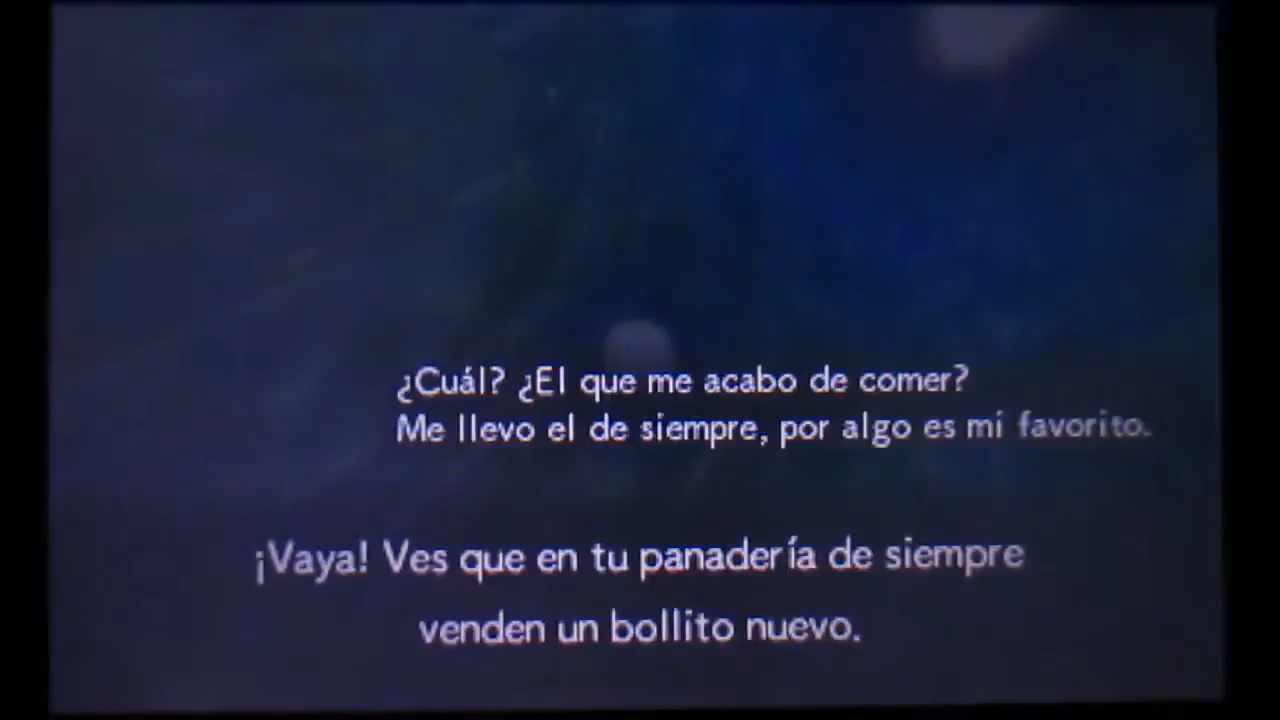 ¿Cuál? ¿El que me acabo de comer?
Me llevo el de siempre, por algo es mi favorito.
¡Vaya! Ves que en tu panadería de siempre
venden un bollito nuevo.